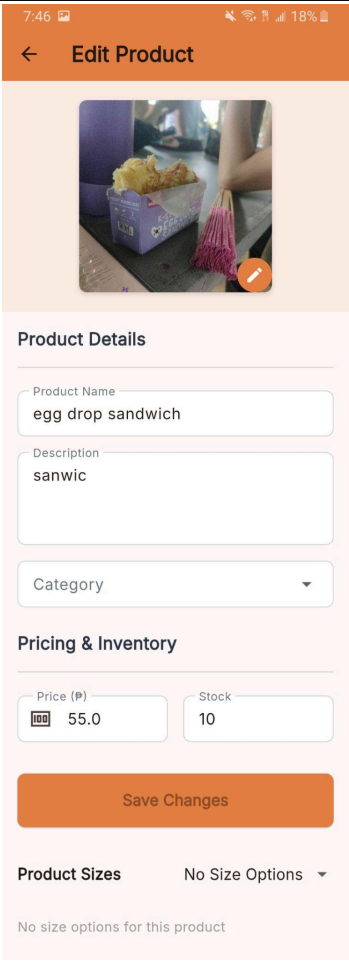 7:46 18%
Edit Product
Product Details
Product Name
egg drop sandwich
Description
sanwic
Category
Pricing & Inventory
Price (₱)
55.0
Stock
10
Save Changes
Product Sizes No Size Options
No size options for this product